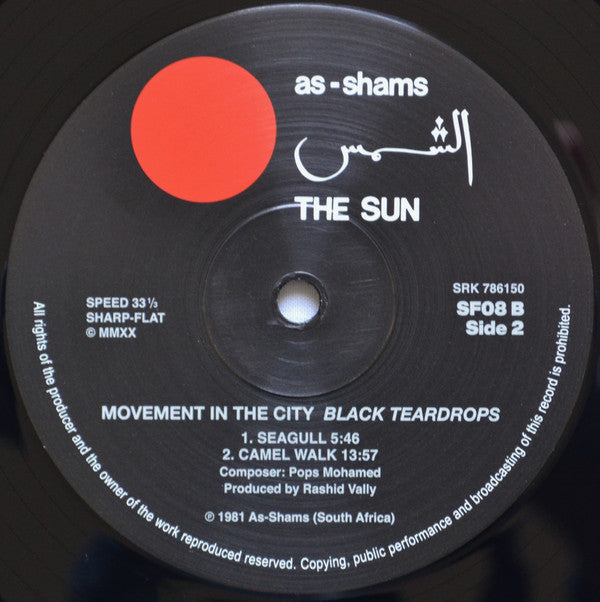 as-shams
الشمس
THE SUN
SPEED 33 ⅓
SHARP-FLAT
© MMXX
SRK 786150
SF08 B
Side 2
MOVEMENT IN THE CITY BLACK TEARDROPS
1. SEAGULL 5:46
2. CAMEL WALK 13:57
Composer: Pops Mohamed
Produced by Rashid Vally
℗ 1981 As-Shams (South Africa)
All rights of the producer and the owner of the work reproduced reserved. Copying, public performance and broadcasting of this record is prohibited.